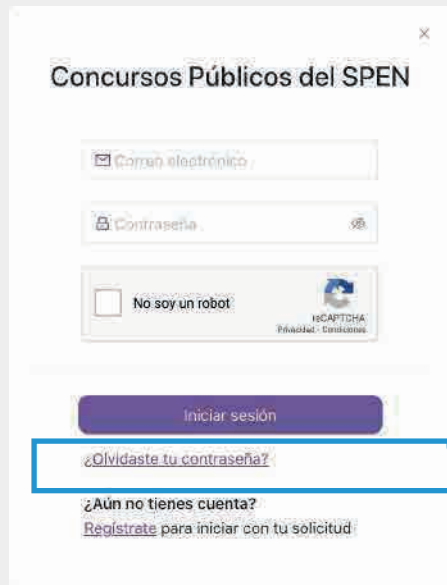 Concursos Públicos del SPEN
Correo electrónico
Contraseña
No soy un robot
reCAPTCHA
Privacidad - Condiciones
Iniciar sesión
¿Olvidaste tu contraseña?
¿Aún no tienes cuenta?
Regístrate para iniciar con tu solicitud